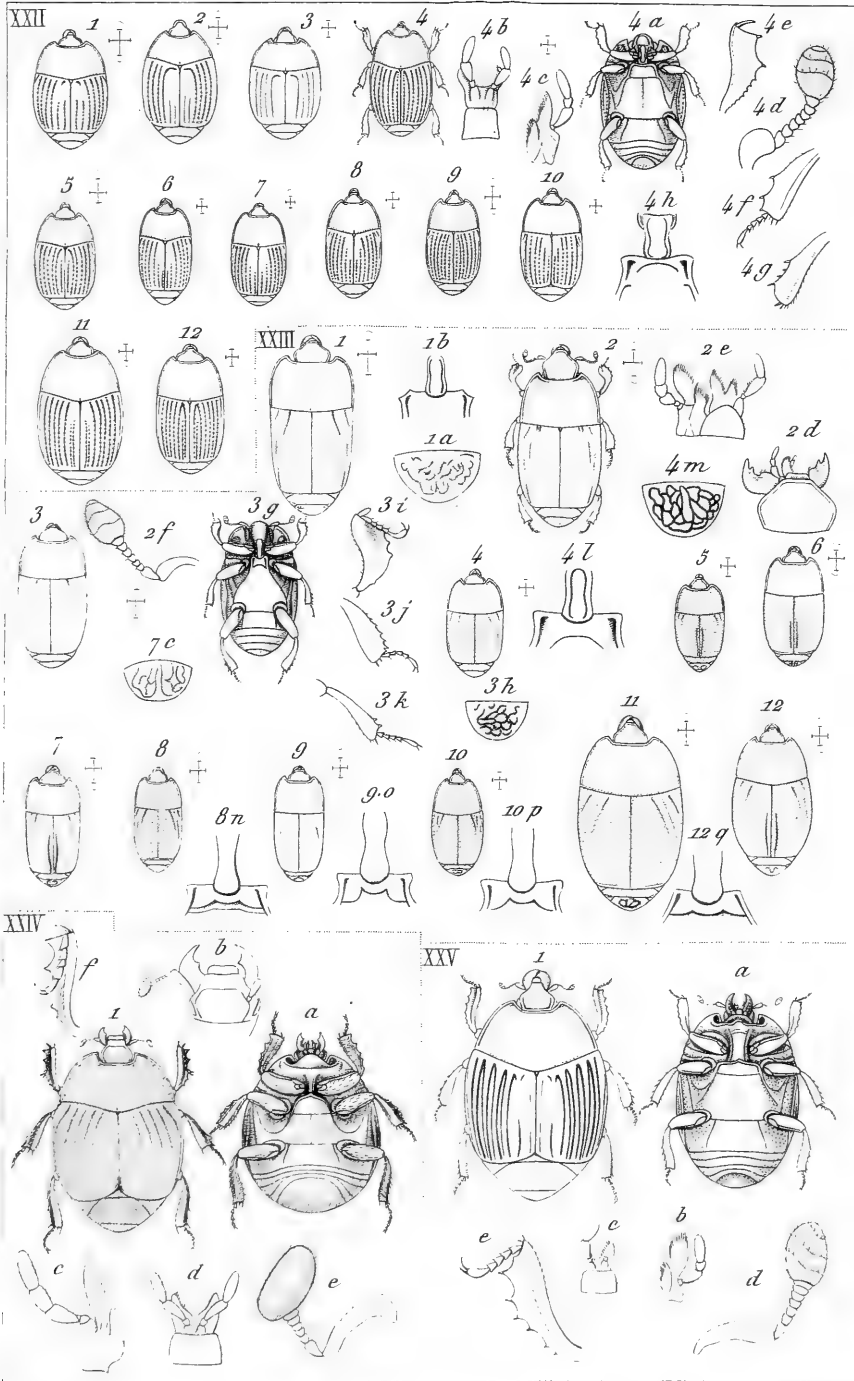 XXII
1 2 3 4 4b 4c 4a 4e 4d
5 6 7 8 9 10 4h 4f 4g
11 12
XXIII
1 1b 1a 2 2e 2d 4m
3 2f 3g 3i 3j 3k 7c
4 4l 3h 5 6
7 8 8n 9 9.o 10 10p 11 12 12q
XXIV
f b 1 a
c d e
XXV
1 a
e c b d